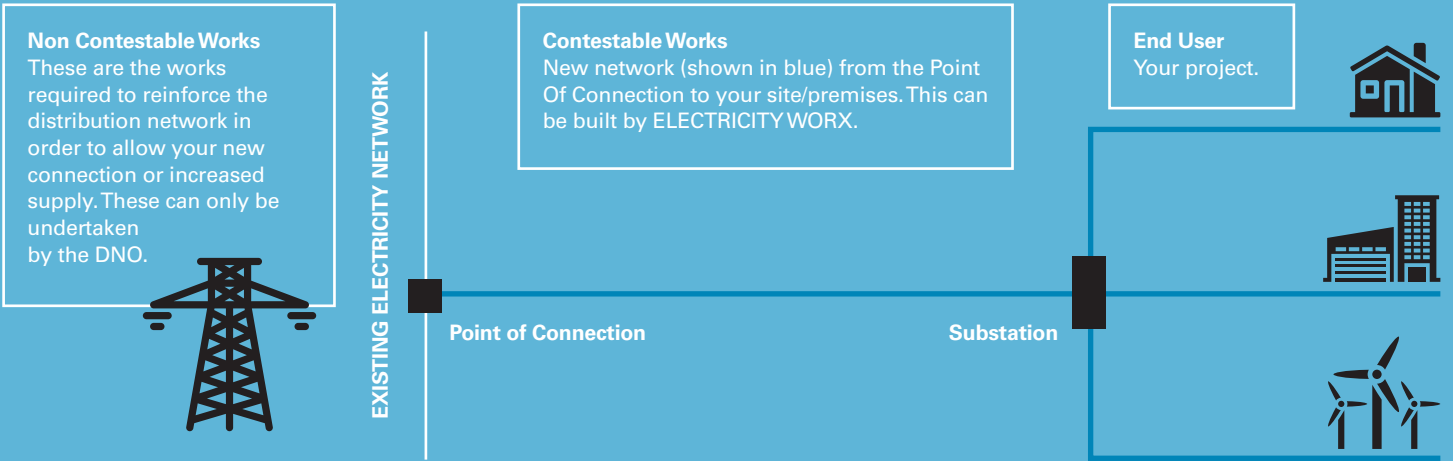 Non Contestable Works
These are the works
required to reinforce the
distribution network in
order to allow your new
connection or increased
supply. These can only be
undertaken
by the DNO.
EXISTING ELECTRICITY NETWORK
Contestable Works
New network (shown in blue) from the Point
Of Connection to your site/premises. This can
be built by ELECTRICITY WORX.
End User
Your project.
Point of Connection
Substation